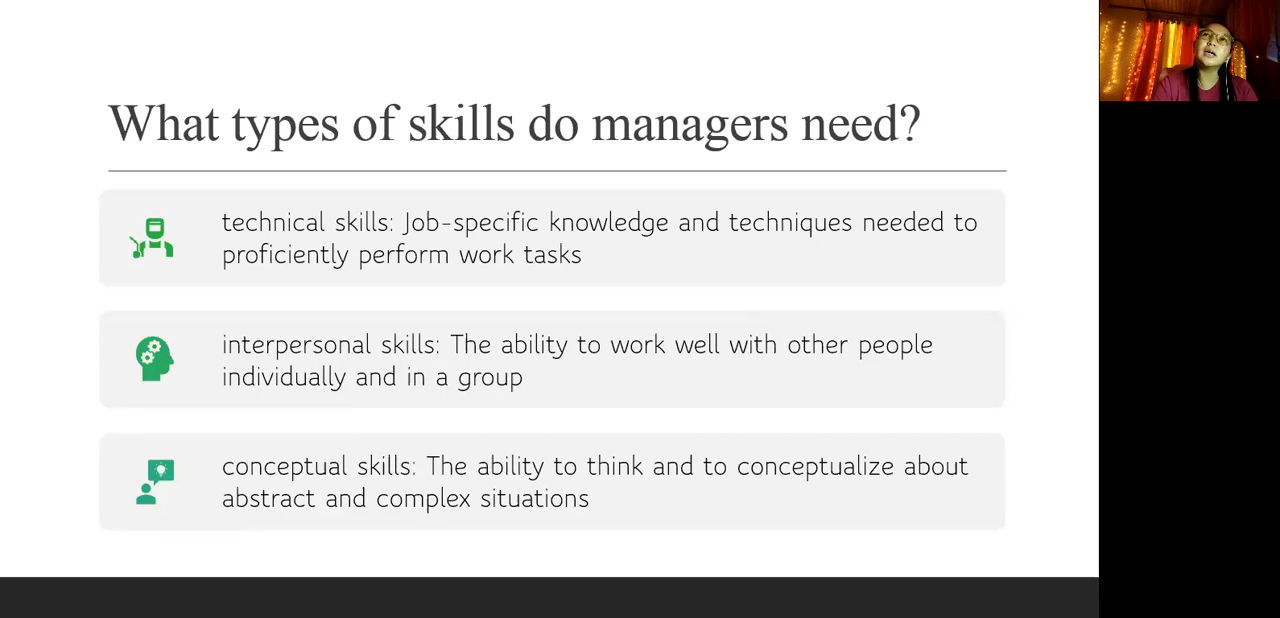 What types of skills do managers need?
technical skills: Job-specific knowledge and techniques needed to
proficiently perform work tasks
interpersonal skills: The ability to work well with other people
individually and in a group
conceptual skills: The ability to think and to conceptualize about
abstract and complex situations